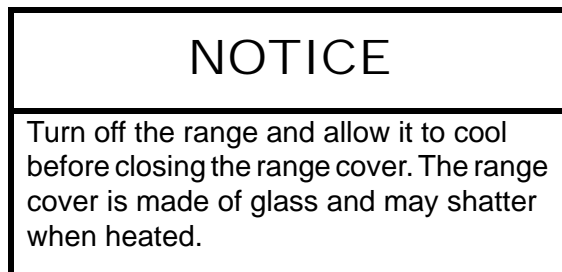 NOTICE
Turn off the range and allow it to cool
before closing the range cover. The range
cover is made of glass and may shatter
when heated.